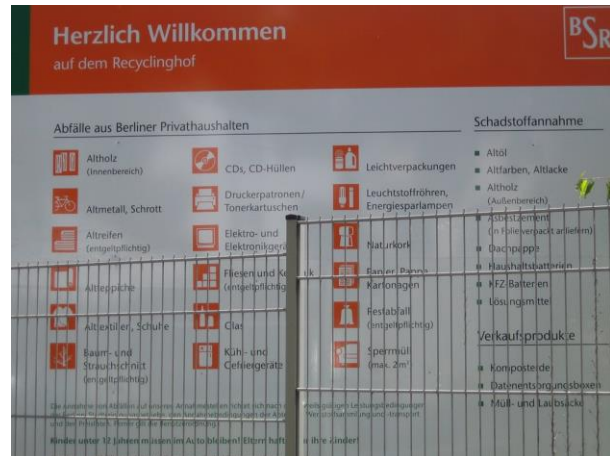 Herzlich Willkommen
auf dem Recyclinghof
BSR
Abfälle aus Berliner Privathaushalten
Altholz
(Innenbereich)
Altmetall, Schrott
Altreifen
(entgeltpflichtig)
Altteppiche
Alttextilien, Schuhe
Baum- und
Strauchschnitt
(entgeltpflichtig)
CDs, CD-Hüllen
Druckerpatronen/
Tonerkartuschen
Elektro- und
Elektronikgeräte
Fliesen und
(entgeltpflichtig)
Glas
Kühl- und
Gefriergeräte
Leichtverpackungen
Leuchtstoffröhren,
Energiesparlampen
Naturkork
Papier, Pappe,
Kartonagen
Restabfall
(entgeltpflichtig)
Sperrmüll
(max. 2m³)
Schadstoffannahme
Altöl
Altfarben, Altlacke
Altholz
(Außenbereich)
Asbestzement
(in Folie verpackt anliefern)
Dachpappe
Haushaltsbatterien
KFZ-Batterien
Lösungsmittel
Verkaufsprodukte
Komposterde
Datenentsorgungsboxen
Müll- und Laubsäcke
Kinder unter 12 Jahren müssen im Auto bleiben! Eltern haften ihre Kinder!